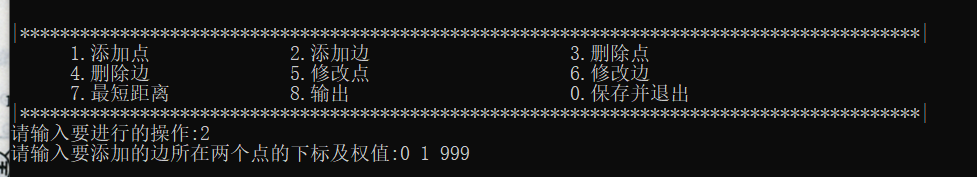 |******************************************************************************************|
1.添加点 2.添加边 3.删除点
4.删除边 5.修改点 6.修改边
7.最短距离 8.输出 0.保存并退出
|******************************************************************************************|
请输入要进行的操作:2
请输入要添加的边所在两个点的下标及权值:0 1 999